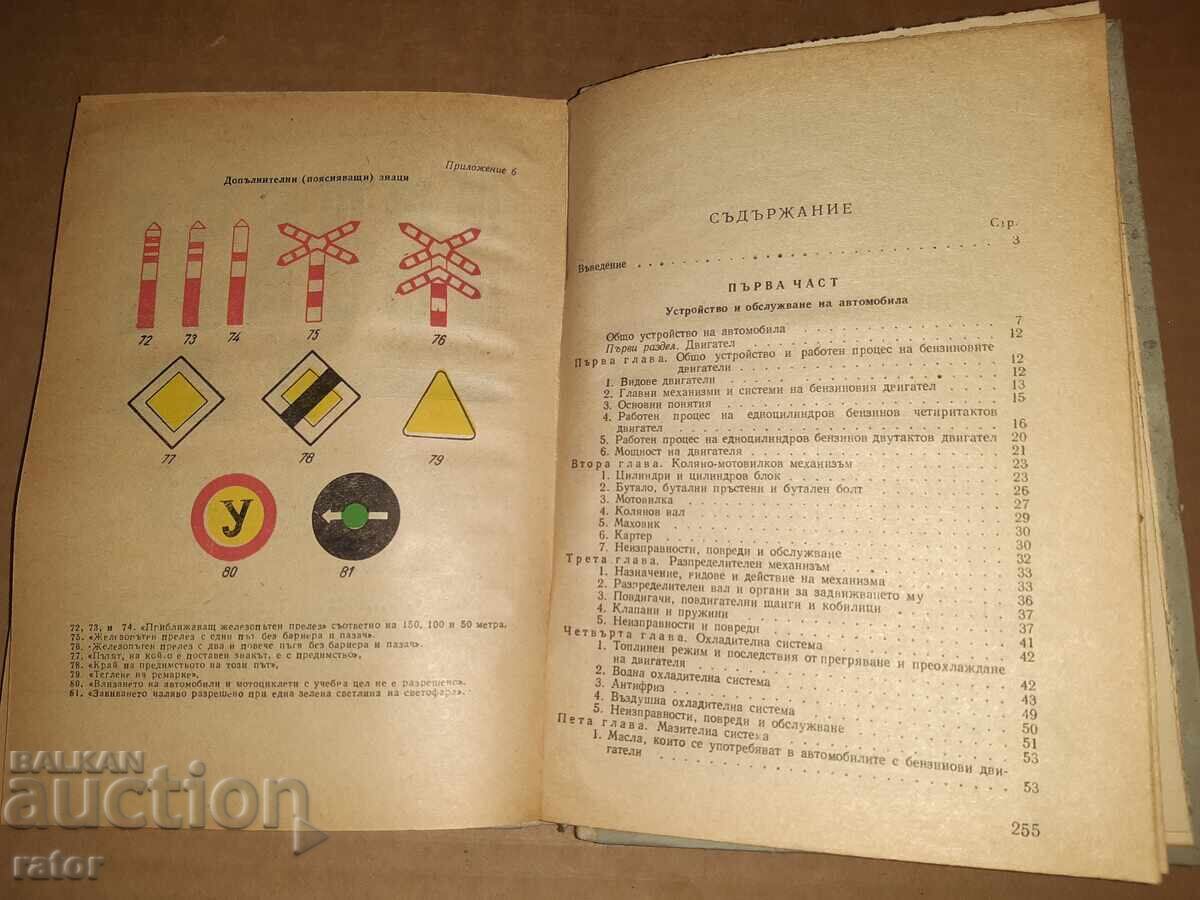 Приложение 6
Допълнителни (поясняващи) знаци
72 73 74 75 76
77 78 79
У
80 81
72, 73, и 74. «Приближаващ железопътен прелез» съответно на 150, 100 и 50 метра.
75. «Железопътен прелез с един път без бариера и пазач».
76. «Железопътен прелез с два и повече пътя без бариера и пазач».
77. «Пътят, на който е поставен знакът, е с предимство».
78. «Край на предимството на този път».
79. «Теглене на ремарке».
80. «Влизането на автомобили и мотоциклети с учебна цел не е разрешено».
81. «Завиването наляво разрешено при една зелена светлина на светофара».
СЪДЪРЖАНИЕ
Стр.
Въведение 3
ПЪРВА ЧАСТ
Устройство и обслужване на автомобила
Общо устройство на автомобила 7
Първи раздел. Двигател 12
Първа глава. Общо устройство и работен процес на бензиновите
двигатели 12
1. Видове двигатели 12
2. Главни механизми и системи на бензиновия двигател 13
3. Основни понятия 15
4. Работен процес на едноцилиндров бензинов четиритактов
двигател 16
5. Работен процес на едноцилиндров бензинов двутактов двигател 20
6. Мощност на двигателя 21
Втора глава. Коляно-мотовилков механизъм 23
1. Цилиндри и цилиндров блок 23
2. Бутало, бутални пръстени и бутален болт 26
3. Мотовилка 27
4. Колянов вал 29
5. Маховик 30
6. Картер 30
7. Неизправности, повреди и обслужване 32
Трета глава. Разпределителен механизъм 33
1. Назначение, видове и действие на механизма 33
2. Разпределителен вал и органи за задвижването му 36
3. Повдигачи, повдигателни щанги и кобилици 37
4. Клапани и пружини 37
5. Неизправности и повреди 41
Четвърта глава. Охладителна система 42
1. Топлинен режим и последствия от прегряване и преохлаждане
на двигателя 42
2. Водна охладителна система 43
3. Антифриз 49
4. Въздушна охладителна система 50
5. Неизправности, повреди и обслужване 51
Пета глава. Мазителна система 53
1. Масла, които се употребяват в автомобилите с бензинови дви-
гатели 53
255
BALKAN
auction
rator